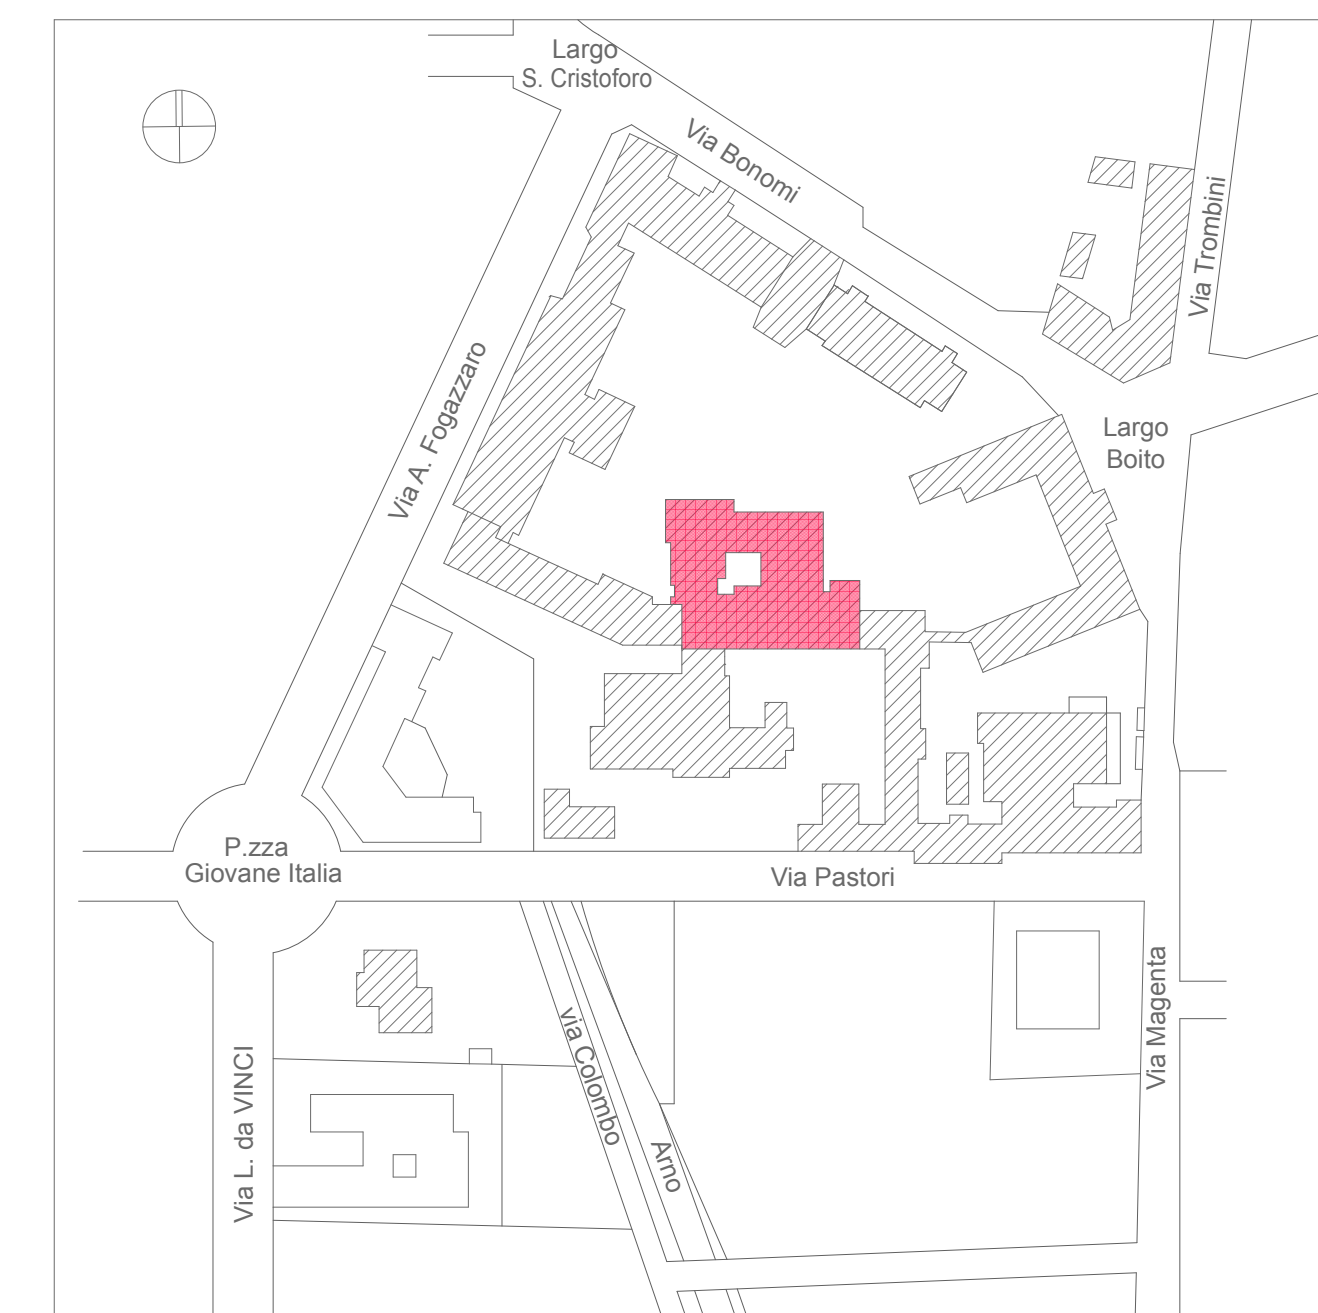 Largo
S. Cristoforo
Via Bonomi
Via Trombini
Via A. Fogazzaro
Largo
Boito
P.zza
Giovane Italia
Via Pastori
Via Magenta
via Colombo
Arno
Via L. da VINCI